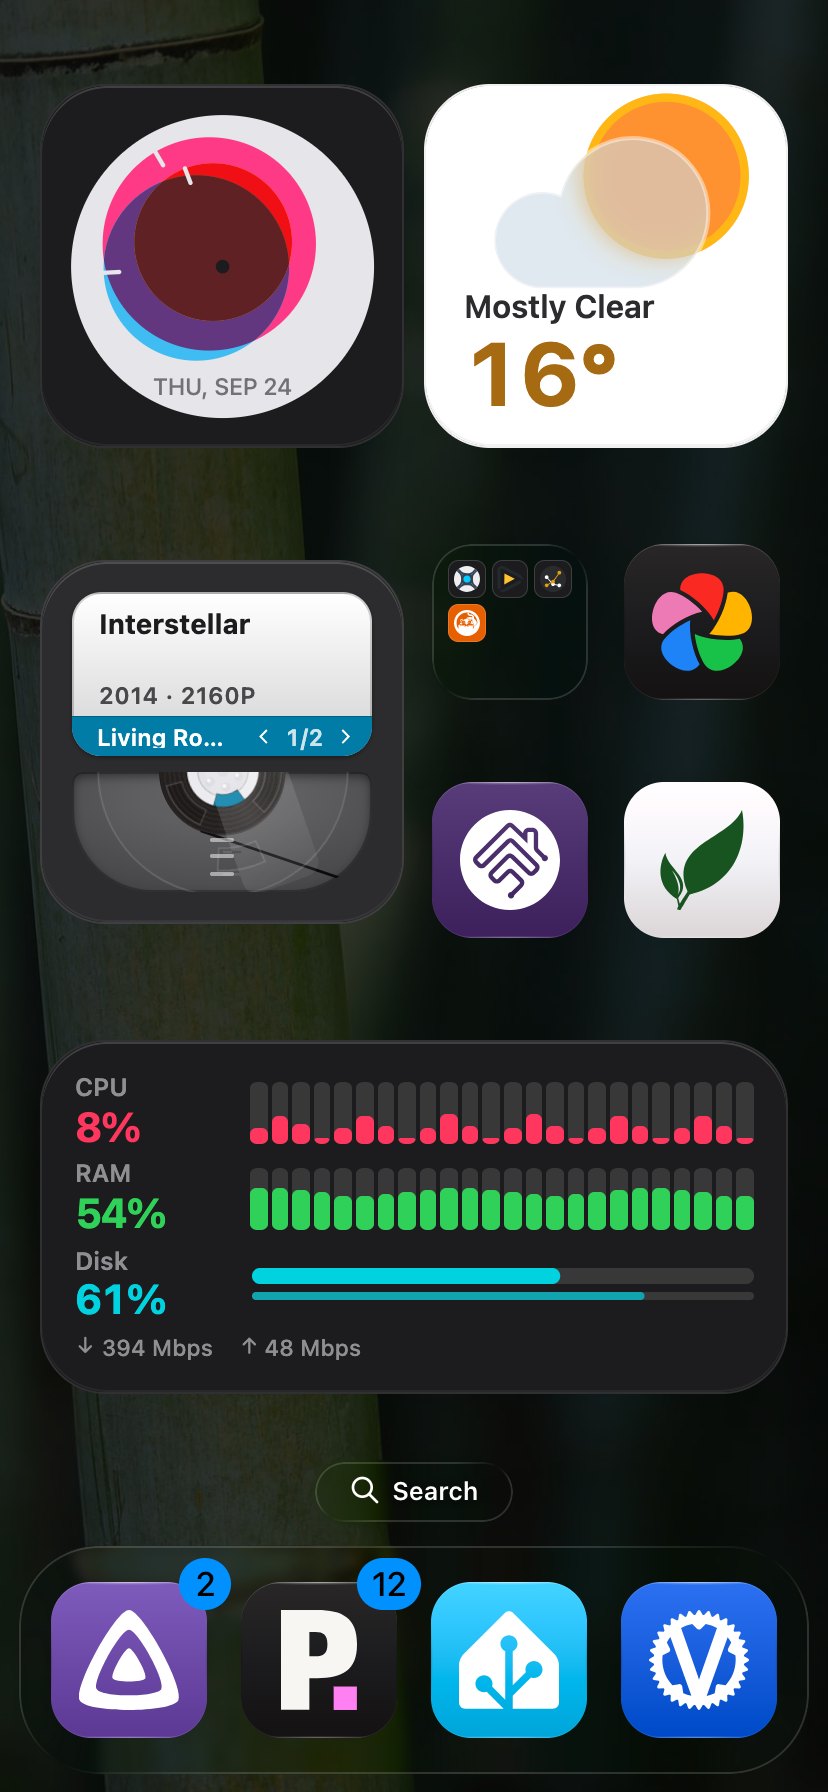 THU, SEP 24
Mostly Clear
16°
Interstellar
2014 · 2160P
Living Ro... < 1/2 >
CPU
8%
RAM
54%
Disk
61%
↓ 394 Mbps ↑ 48 Mbps
Search
2
12
P.
V